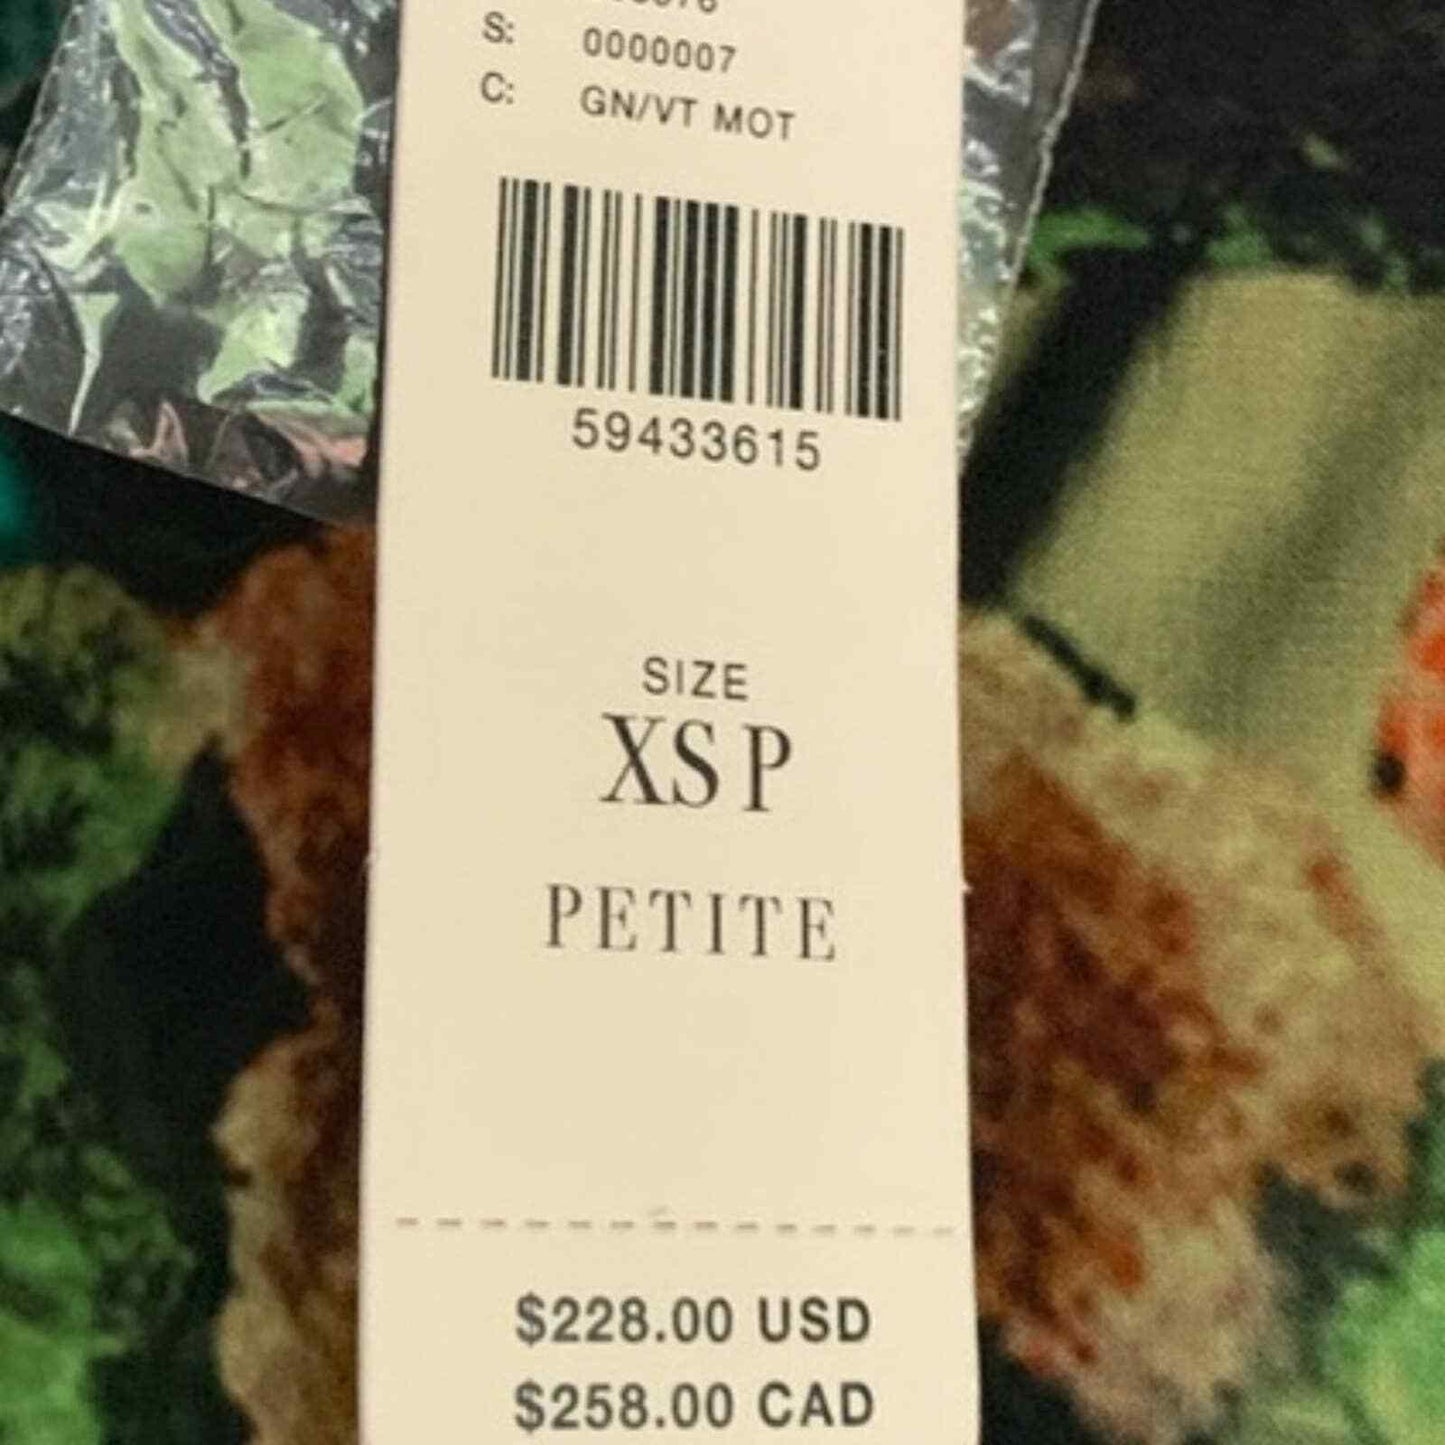 S: 0000007
C: GN/VT MOT
59433615
SIZE
XS P
PETITE
$228.00 USD
$258.00 CAD